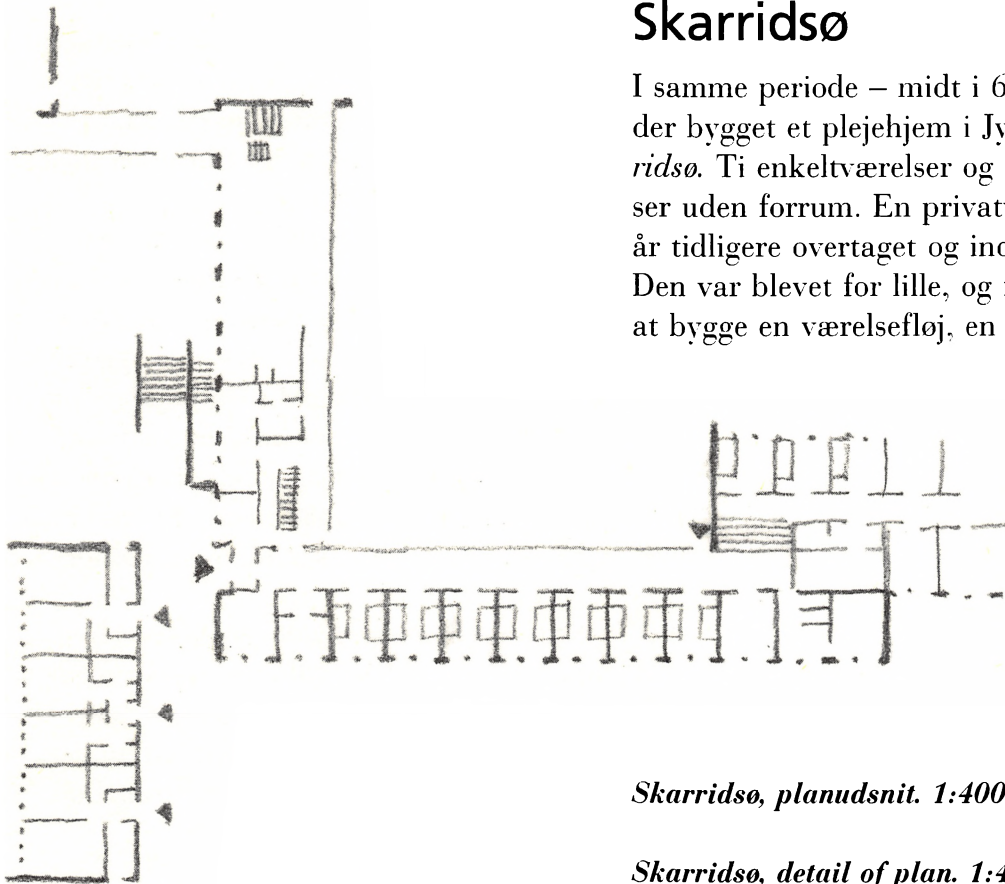 Skarridsø
I samme periode – midt i 6
der bygget et plejehjem i Jy
ridsø. Ti enkeltværelser og
ser uden forrum. En privat
år tidligere overtaget og ind
Den var blevet for lille, og
at bygge en værelsefløj, en
Skarridsø, planudsnit. 1:400
Skarridsø, detail of plan. 1:4